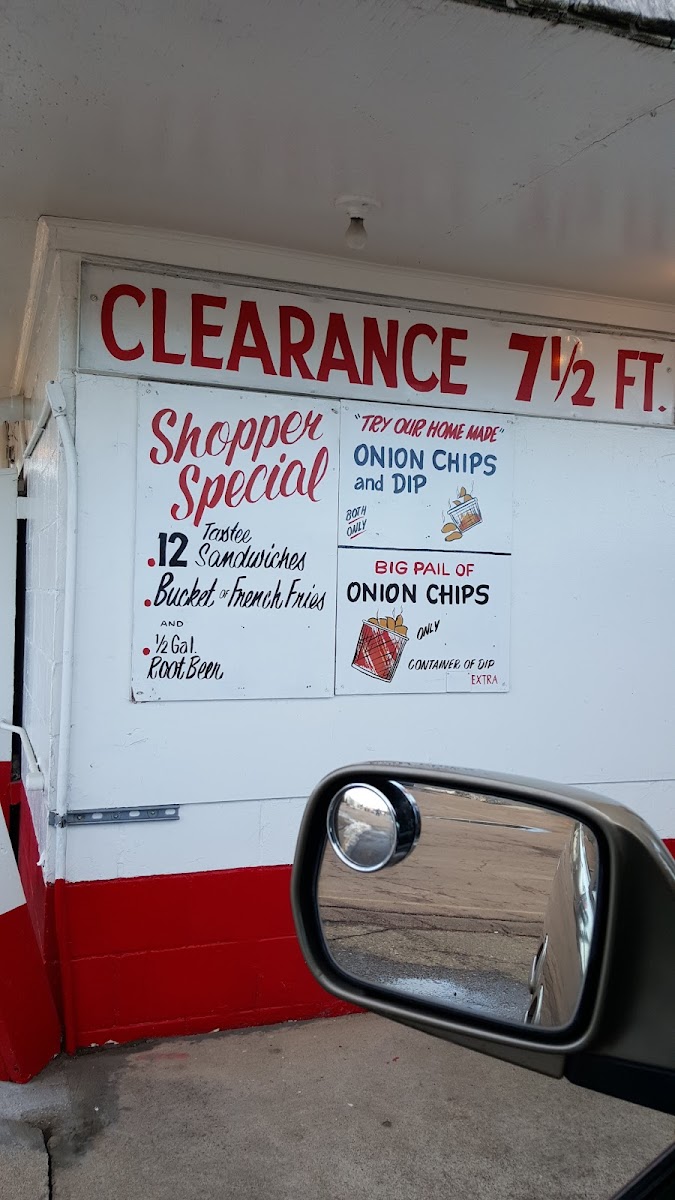 CLEARANCE 7½ FT.
Shopper
Special
.12 Tastee
Sandwiches
.Bucket of French Fries
AND
.½ Gal.
Root Beer
"TRY OUR HOME MADE"
ONION CHIPS
and DIP
BOTH
ONLY
BIG PAIL OF
ONION CHIPS
ONLY
CONTAINER OF DIP
EXTRA